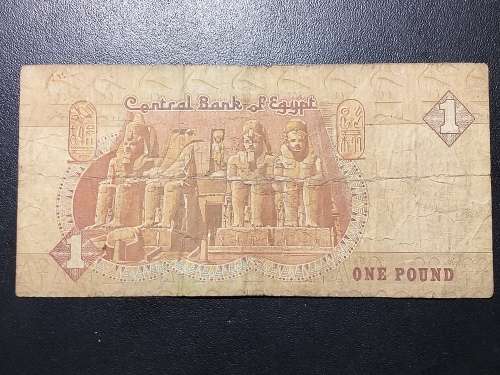 Central Bank of Egypt
1
1
ONE POUND